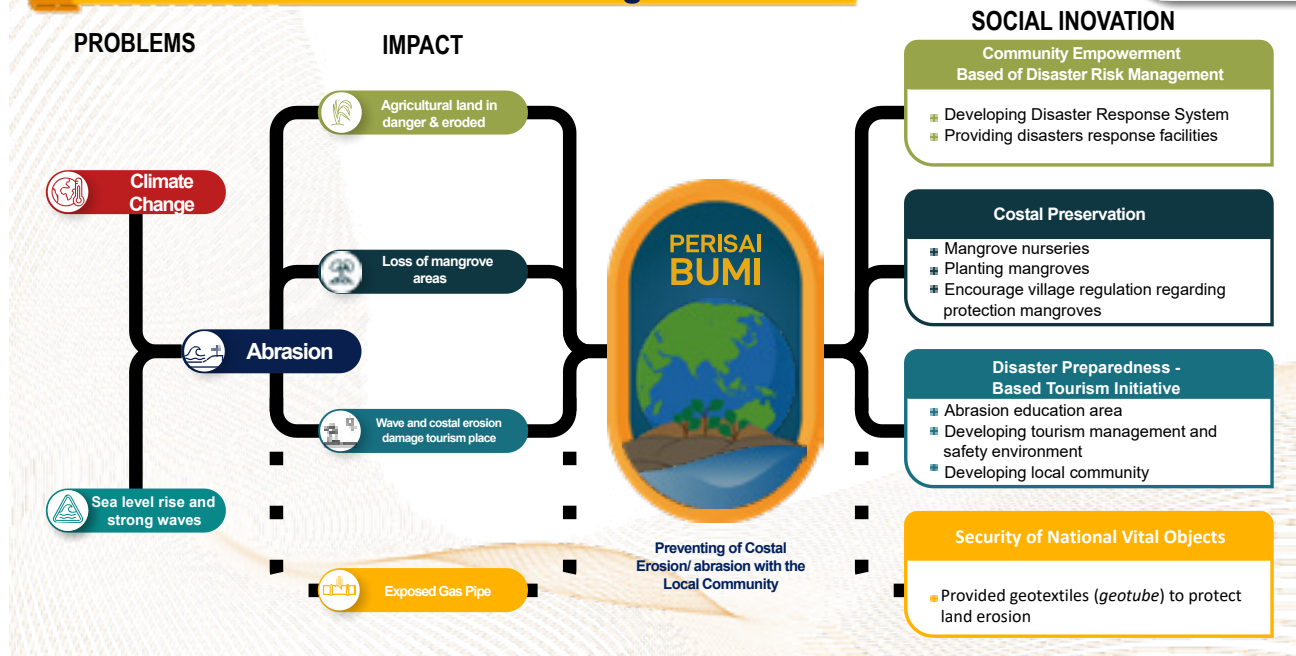 PROBLEMS
IMPACT
SOCIAL INOVATION
Climate
Change
Abrasion
Sea level rise and
strong waves
Agricultural land in
danger & eroded
Loss of mangrove
areas
Wave and costal erosion
damage tourism place
Exposed Gas Pipe
PERISAI
BUMI
Preventing of Costal
Erosion/ abrasion with the
Local Community
Community Empowerment
Based of Disaster Risk Management
Developing Disaster Response System
Providing disasters response facilities
Costal Preservation
Mangrove nurseries
Planting mangroves
Encourage village regulation regarding
protection mangroves
Disaster Preparedness -
Based Tourism Initiative
Abrasion education area
Developing tourism management and
safety environment
Developing local community
Security of National Vital Objects
Provided geotextiles (geotube) to protect
land erosion